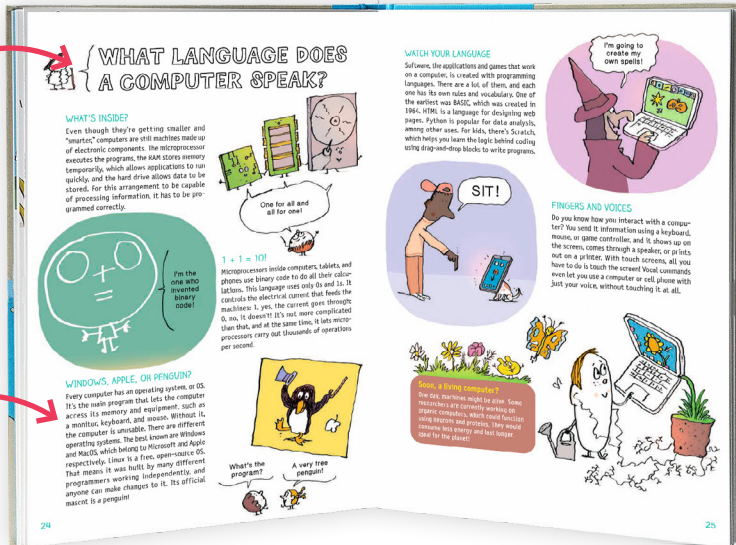 WHAT LANGUAGE DOES
A COMPUTER SPEAK?
WHAT'S INSIDE?
Even though they're getting smaller and
"smarter," computers are still machines made up
of electronic components. The microprocessor
executes the programs, the RAM stores memory
temporarily, which allows applications to run
quickly, and the hard drive allows data to be
stored. For this arrangement to be capable
of processing information, it has to be pro-
grammed correctly.
One for all and
all for one!
I'm the
one who
invented
binary
code!
1 + 1 = 10!
Microprocessors inside computers, tablets, and
phones use binary code to do all their calcu-
lations. This language uses only 0s and 1s. It
controls the electrical current that feeds the
machines: 1, yes, the current goes through;
0, no, it doesn't! It's not more complicated
than that, and at the same time, it lets micro-
processors carry out thousands of operations
per second.
WINDOWS, APPLE, OR PENGUIN?
Every computer has an operating system, or OS.
It's the main program that lets the computer
access its memory and equipment, such as
a monitor, keyboard, and mouse. Without it,
the computer is unusable. There are different
operating systems. The best known are Windows
and MacOS, which belong to Microsoft and Apple
respectively. Linux is a free, open-source OS.
That means it was built by many different
programmers working independently, and
anyone can make changes to it. Its official
mascot is a penguin!
What's the
program?
A very free
penguin!
24
WATCH YOUR LANGUAGE
Software, the applications and games that work
on a computer, is created with programming
languages. There are a lot of them, and each
one has its own rules and vocabulary. One of
the earliest was BASIC, which was created in
1964. HTML is a language for designing web
pages. Python is popular for data analysis,
among other uses. For kids, there's Scratch,
which helps you learn the logic behind coding
using drag-and-drop blocks to write programs.
I'm going to
create my
own spells!
SIT!
FINGERS AND VOICES
Do you know how you interact with a compu-
ter? You send it information using a keyboard,
mouse, or game controller, and it shows up on
the screen, comes through a speaker, or prints
out on a printer. With touch screens, all you
have to do is touch the screen! Vocal commands
even let you use a computer or cell phone with
just your voice, without touching it at all.
Soon, a living computer?
One day, machines might be alive. Some
researchers are currently working on
organic computers, which could function
using neurons and proteins. They would
consume less energy and last longer.
Ideal for the planet!
25